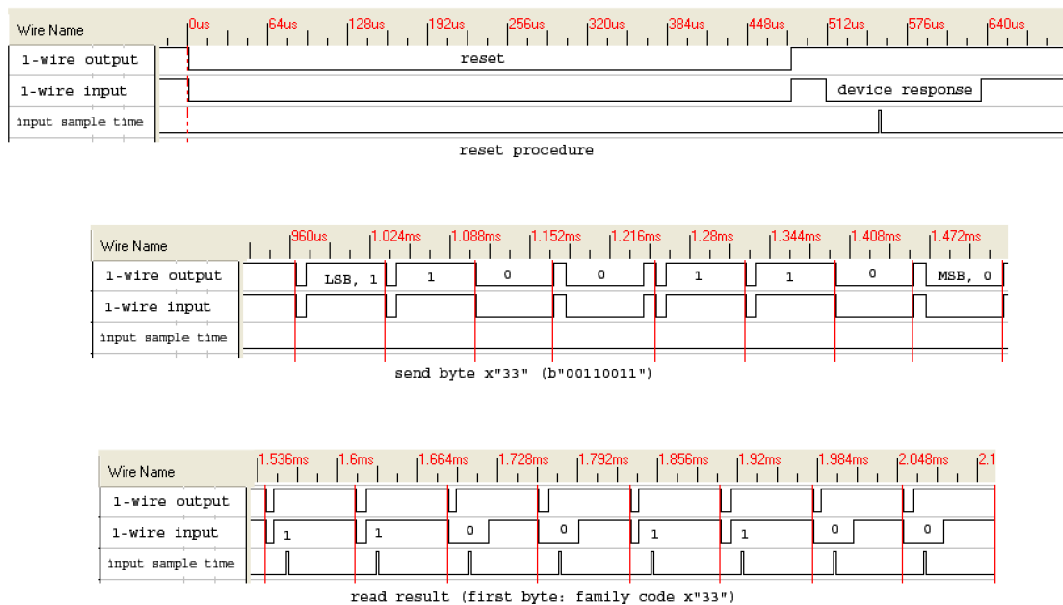 Wire Name 0us 64us 128us 192us 256us 320us 384us 448us 512us 576us 640us
1-wire output reset
1-wire input device response
input sample time
reset procedure
Wire Name 960us 1.024ms 1.088ms 1.152ms 1.216ms 1.28ms 1.344ms 1.408ms 1.472ms
1-wire output LSB, 1 1 0 0 1 1 0 MSB, 0
1-wire input
input sample time
send byte x"33" (b"00110011")
Wire Name 1.536ms 1.6ms 1.664ms 1.728ms 1.792ms 1.856ms 1.92ms 1.984ms 2.048ms 2.1
1-wire output
1-wire input 1 1 0 0 1 1 0 0
input sample time
read result (first byte: family code x"33")